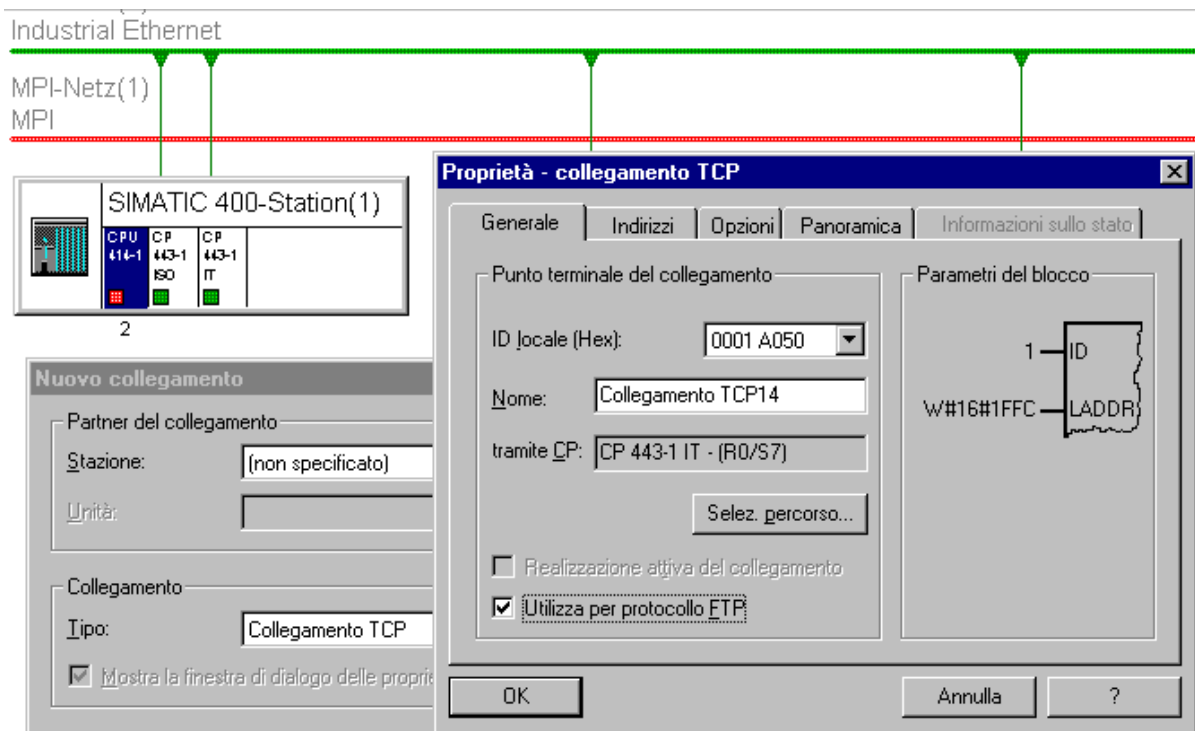 Industrial Ethernet
MPI-Netz(1)
MPI
SIMATIC 400-Station(1)
CPU 414-1
CP 443-1 ISO
CP 443-1 IT
2
Nuovo collegamento
Partner del collegamento
Stazione: (non specificato)
Unità:
Collegamento
Tipo: Collegamento TCP
Mostra la finestra di dialogo delle
Proprietà - collegamento TCP
Generale Indirizzi Opzioni Panoramica Informazioni sullo stato
Punto terminale del collegamento
ID locale (Hex): 0001 A050
Nome: Collegamento TCP14
tramite CP: CP 443-1 IT - (R0/S7)
Selez. percorso...
Realizzazione attiva del collegamento
Utilizza per protocollo FTP
Parametri del blocco
1 ID
W#16#1FFC LADDR
OK Annulla ?